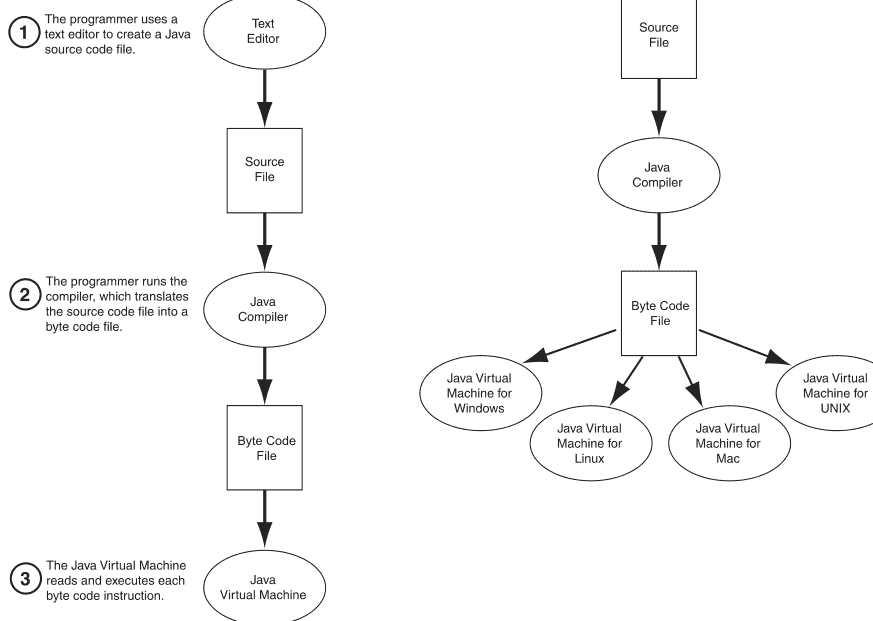 1
The programmer uses a
text editor to create a Java
source code file.
Text
Editor
Source
File
2
The programmer runs the
compiler, which translates
the source code file into a
byte code file.
Java
Compiler
Byte Code
File
3
The Java Virtual Machine
reads and executes each
byte code instruction.
Java
Virtual Machine
Source
File
Java
Compiler
Byte Code
File
Java Virtual
Machine for
Windows
Java Virtual
Machine for
Linux
Java Virtual
Machine for
Mac
Java Virtual
Machine for
UNIX